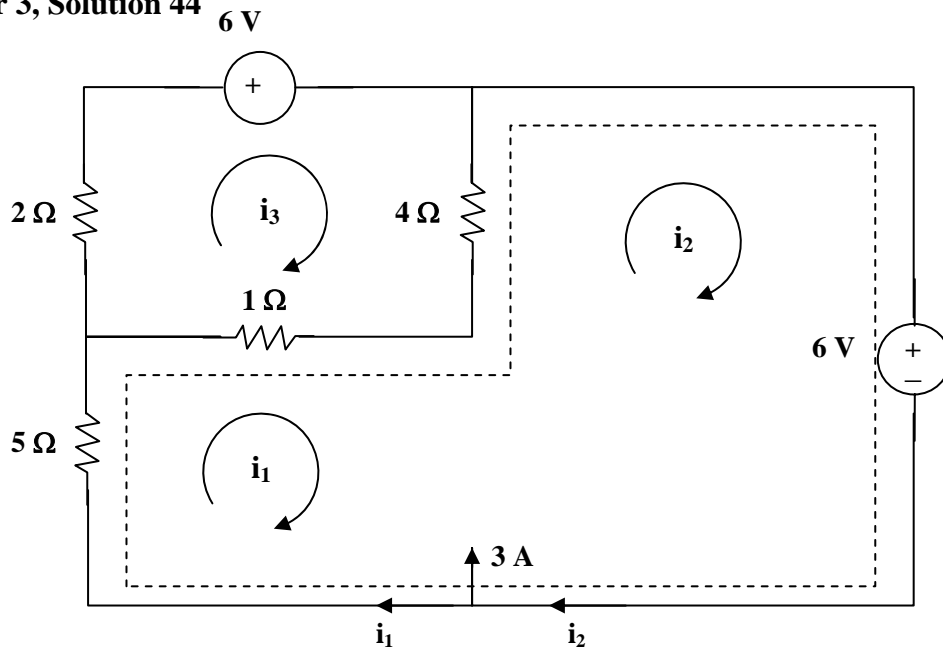 r 3, Solution 44
6 V
+
2 Ω
i3
4 Ω
i2
1 Ω
6 V
+
–
5 Ω
i1
3 A
i1
i2